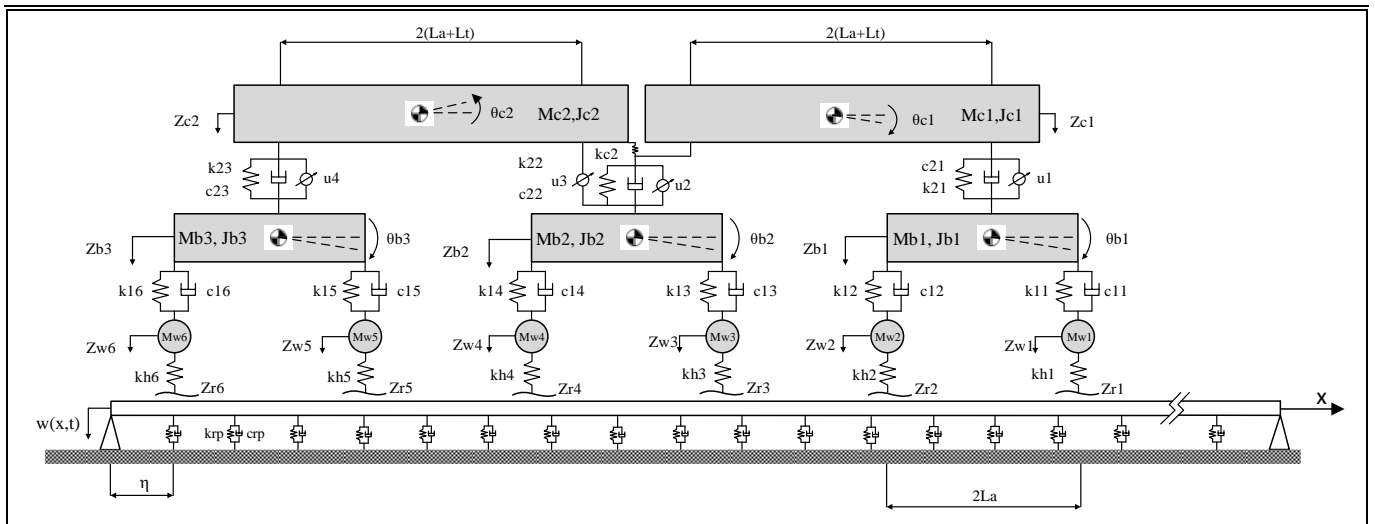 2(La+Lt) 2(La+Lt)
Zc2 θc2 Mc2,Jc2 θc1 Mc1,Jc1 Zc1
k23 c23 u4 k22 c22 u3 kc2 u2 c21 k21 u1
Zb3 Mb3, Jb3 θb3 Zb2 Mb2, Jb2 θb2 Zb1 Mb1, Jb1 θb1
k16 c16 k15 c15 k14 c14 k13 c13 k12 c12 k11 c11
Zw6 Mw6 Zw5 Mw5 Zw4 Mw4 Zw3 Mw3 Zw2 Mw2 Zw1 Mw1
kh6 Zr6 kh5 Zr5 kh4 Zr4 kh3 Zr3 kh2 Zr2 kh1 Zr1
X
w(x,t) krp crp
η 2La